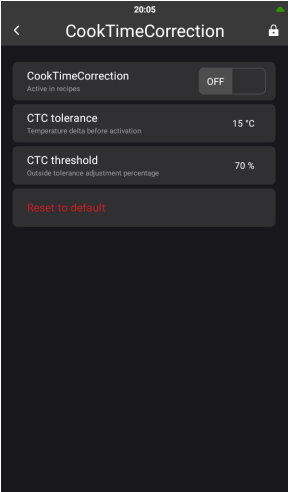 20:05
CookTimeCorrection
CookTimeCorrection
Active in recipes
OFF
CTC tolerance
Temperature delta before activation
15 °C
CTC threshold
Outside tolerance adjustment percentage
70 %
Reset to default